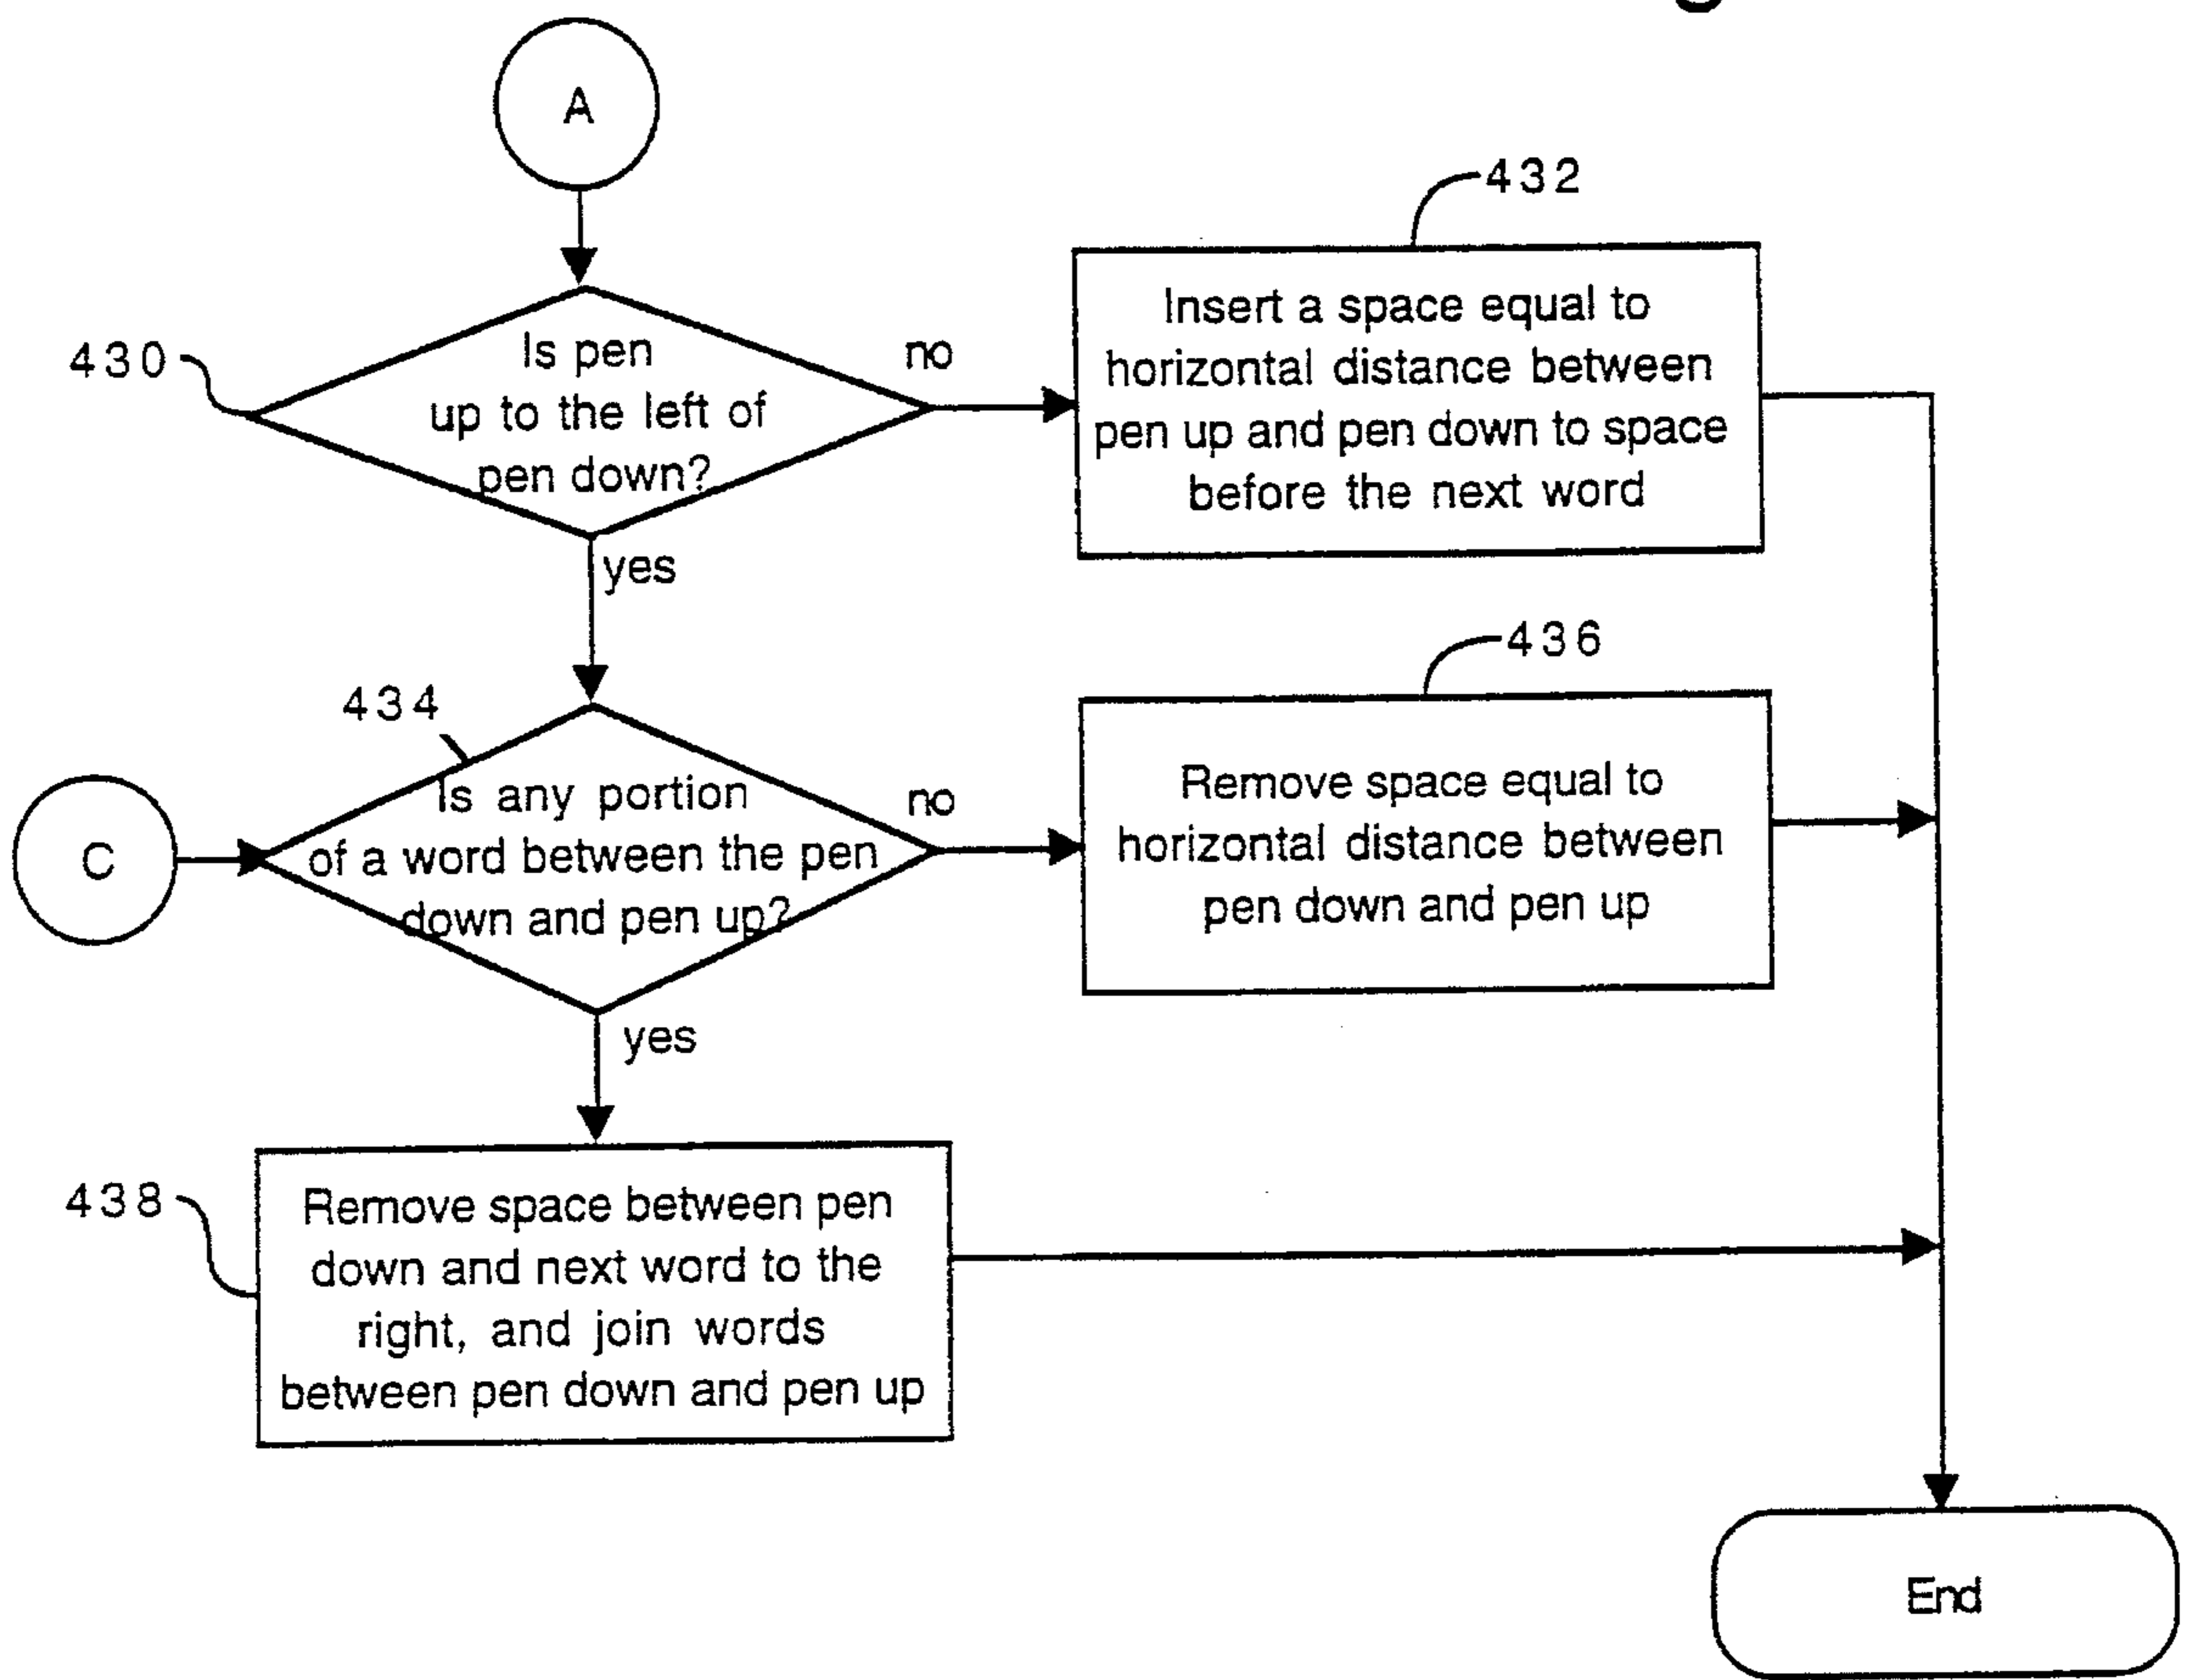 A
432
Insert a space equal to
horizontal distance between
pen up and pen down to space
before the next word
430
Is pen
up to the left of
pen down?
no
yes
436
434
Is any portion
of a word between the pen
down and pen up?
no
C
Remove space equal to
horizontal distance between
pen down and pen up
yes
438
Remove space between pen
down and next word to the
right, and join words
between pen down and pen up
End